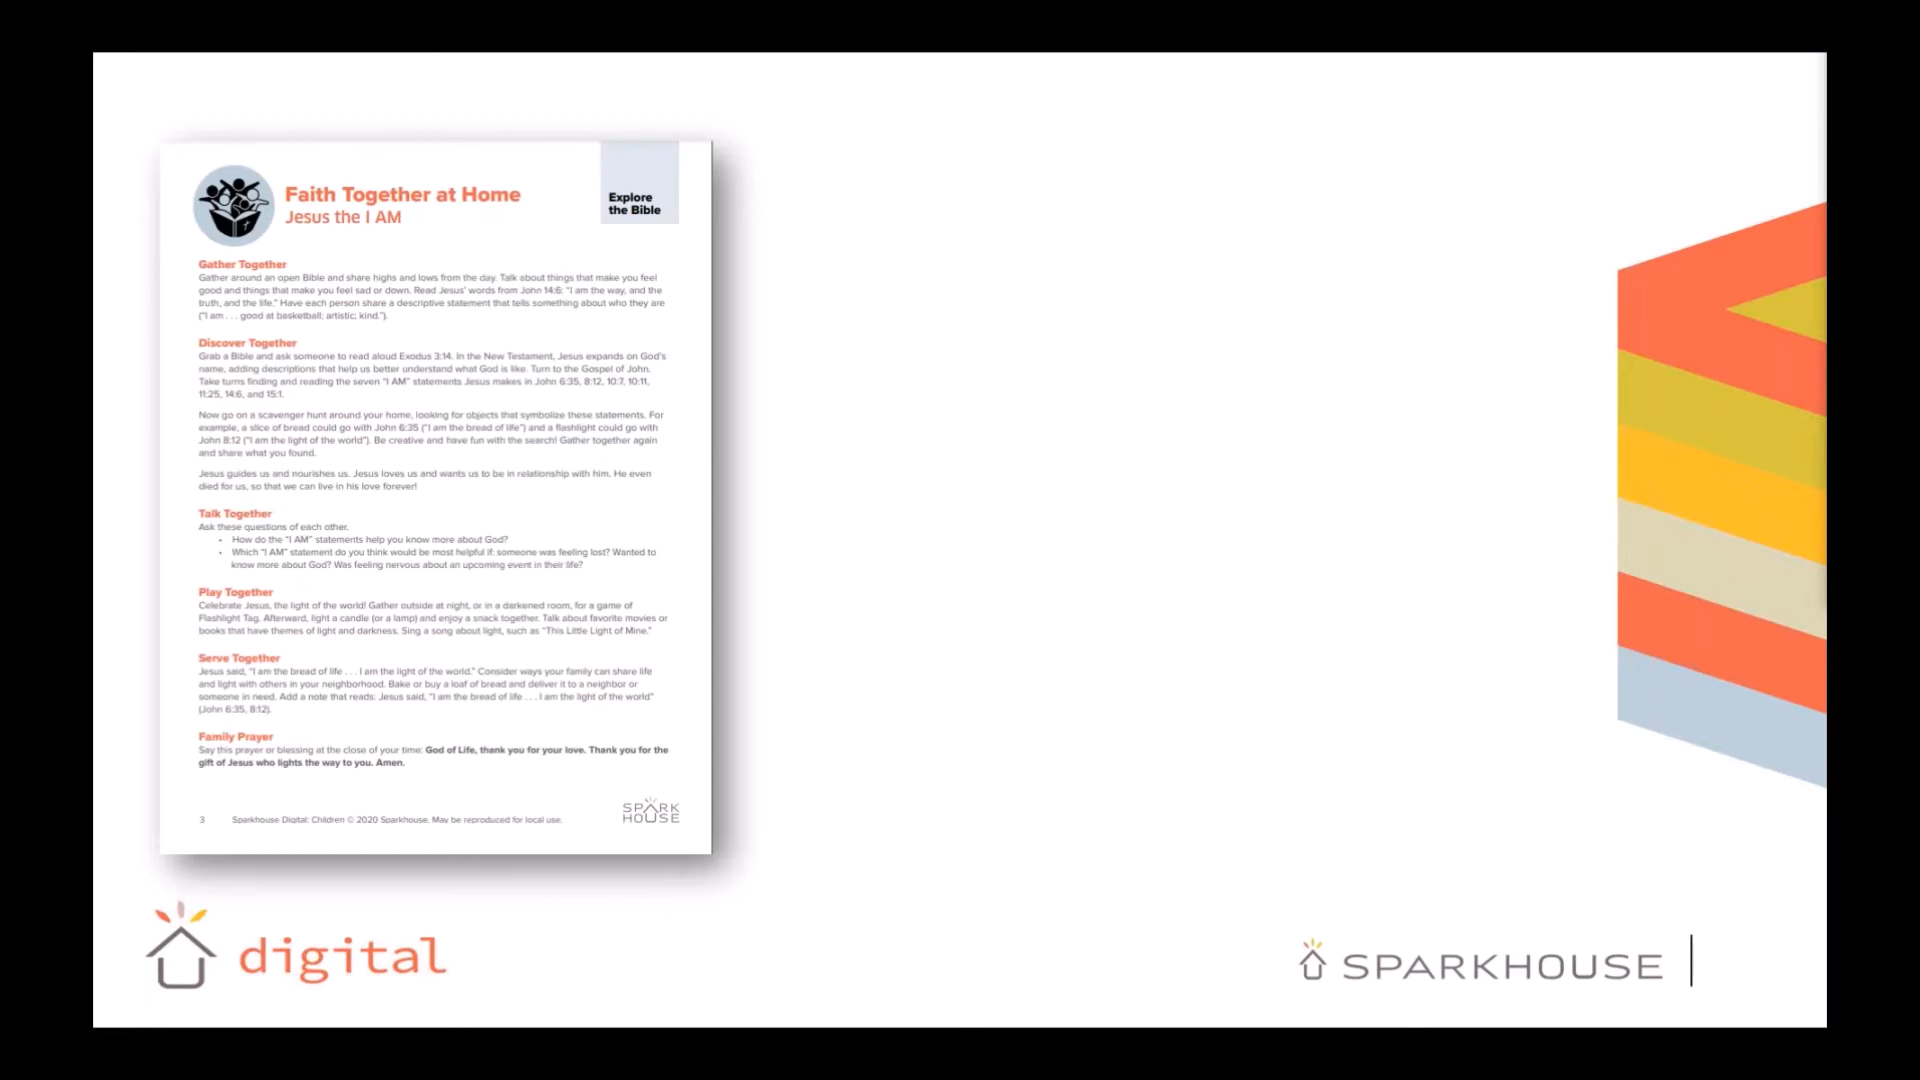 Faith Together at Home
Jesus the I AM
Explore
the Bible
Gather Together
Gather around an open Bible and share highs and lows from the day. Talk about things that make you feel
good and things that make you feel sad or down. Read Jesus' words from John 14:6: "I am the way, and the
truth, and the life." Have each person share a descriptive statement that tells something about who they are
("I am . . . good at basketball; artistic; kind.").
Discover Together
Grab a Bible and ask someone to read aloud Exodus 3:14. In the New Testament, Jesus expands on God's
name, adding descriptions that help us better understand what God is like. Turn to the Gospel of John.
Take turns finding and reading the seven "I AM" statements Jesus makes in John 6:35, 8:12, 10:7, 10:11,
11:25, 14:6, and 15:1.
Now go on a scavenger hunt around your home, looking for objects that symbolize these statements. For
example, a slice of bread could go with John 6:35 ("I am the bread of life") and a flashlight could go with
John 8:12 ("I am the light of the world"). Be creative and have fun with the search! Gather together again
and share what you found.
Jesus guides us and nourishes us. Jesus loves us and wants us to be in relationship with him. He even
died for us, so that we can live in his love forever!
Talk Together
Ask these questions of each other.
• How do the "I AM" statements help you know more about God?
• Which "I AM" statement do you think would be most helpful if: someone was feeling lost? Wanted to
know more about God? Was feeling nervous about an upcoming event in their life?
Play Together
Celebrate Jesus, the light of the world! Gather outside at night, or in a darkened room, for a game of
Flashlight Tag. Afterward, light a candle (or a lamp) and enjoy a snack together. Talk about favorite movies or
books that have themes of light and darkness. Sing a song about light, such as "This Little Light of Mine."
Serve Together
Jesus said, "I am the bread of life . . . I am the light of the world." Consider ways your family can share life
and light with others in your neighborhood. Bake or buy a loaf of bread and deliver it to a neighbor or
someone in need. Add a note that reads: Jesus said, "I am the bread of life . . . I am the light of the world"
(John 6:35, 8:12).
Family Prayer
Say this prayer or blessing at the close of your time: God of Life, thank you for your love. Thank you for the
gift of Jesus who lights the way to you. Amen.
3 Sparkhouse Digital: Children © 2020 Sparkhouse. May be reproduced for local use.
SPARK
HOUSE
digital
SPARKHOUSE